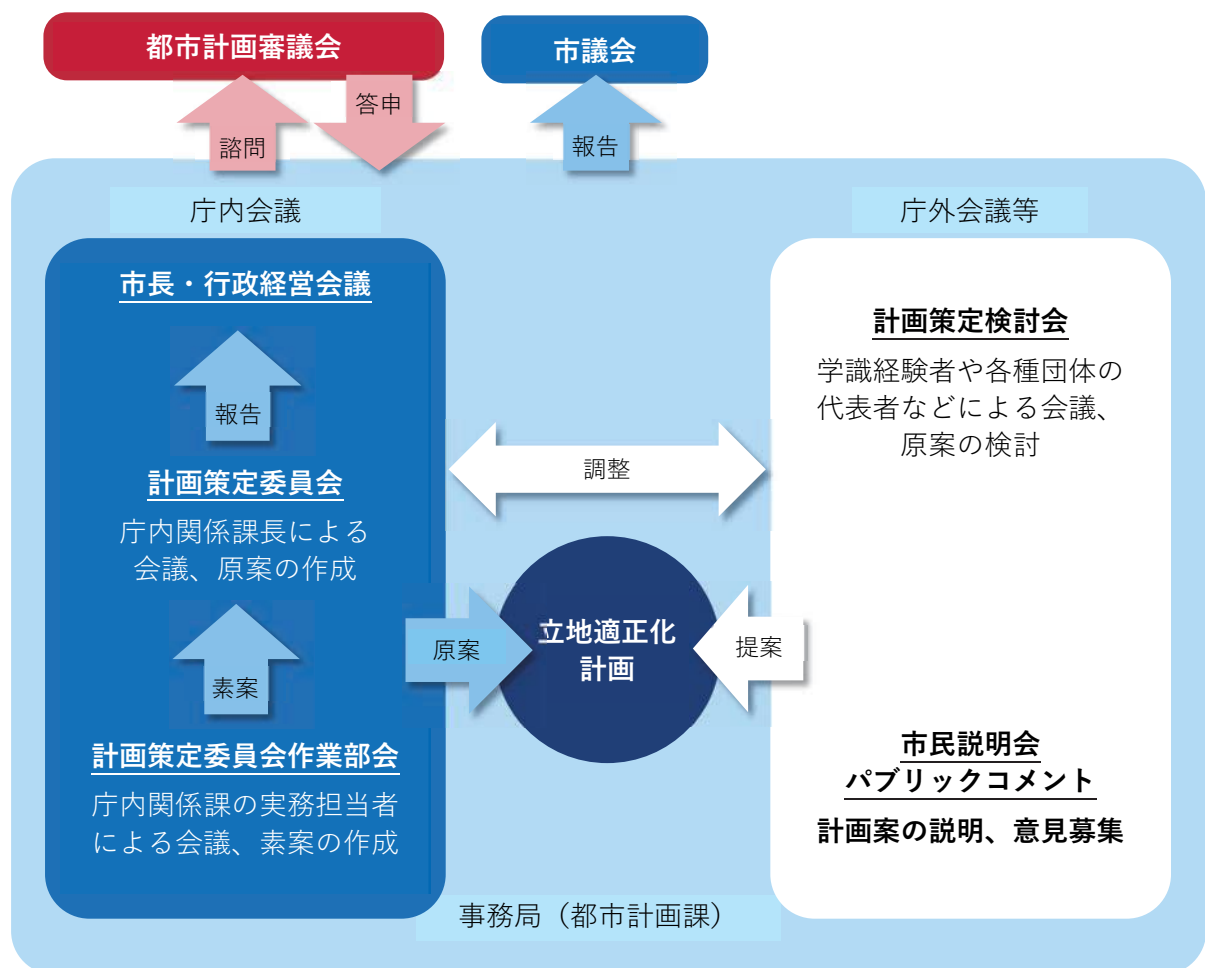 都市計画審議会
市議会
諮問
答申
報告
庁内会議
市長・行政経営会議
報告
計画策定委員会
庁内関係課長による
会議、原案の作成
素案
計画策定委員会作業部会
庁内関係課の実務担当者
による会議、素案の作成
調整
原案
立地適正化
計画
提案
庁外会議等
計画策定検討会
学識経験者や各種団体の
代表者などによる会議、
原案の検討
市民説明会
パブリックコメント
計画案の説明、意見募集
事務局（都市計画課）